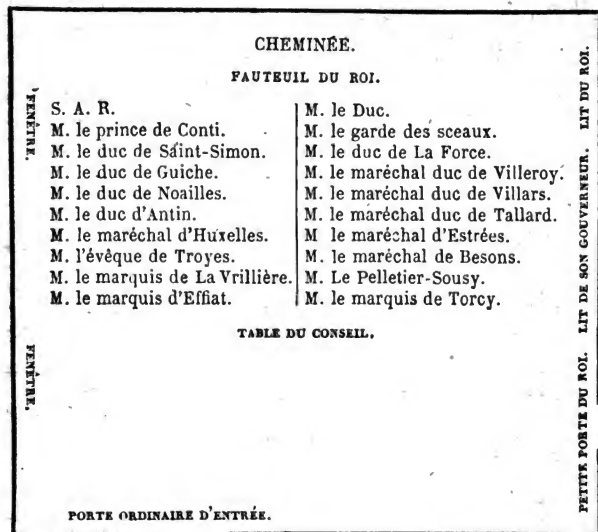 CHEMINÉE.
FAUTEUIL DU ROI.
FENÊTRE.
S. A. R.
M. le prince de Conti.
M. le duc de Saint-Simon.
M. le duc de Guiche.
M. le duc de Noailles.
M. le duc d'Antin.
M. le maréchal d'Huxelles.
M. l'évêque de Troyes.
M. le marquis de La Vrillière.
M. le marquis d'Effiat.
M. le Duc.
M. le garde des sceaux.
M. le duc de La Force.
M. le maréchal duc de Villeroy.
M. le maréchal duc de Villars.
M. le maréchal duc de Tallard.
M le maréchal d'Estrées.
M. le maréchal de Besons.
M. Le Pelletier-Sousy.
M. le marquis de Torcy.
TABLE DU CONSEIL.
FENÊTRE.
PETITE PORTE DU ROI. LIT DE SON GOUVERNEUR. LIT DU ROI.
PORTE ORDINAIRE D'ENTRÉE.